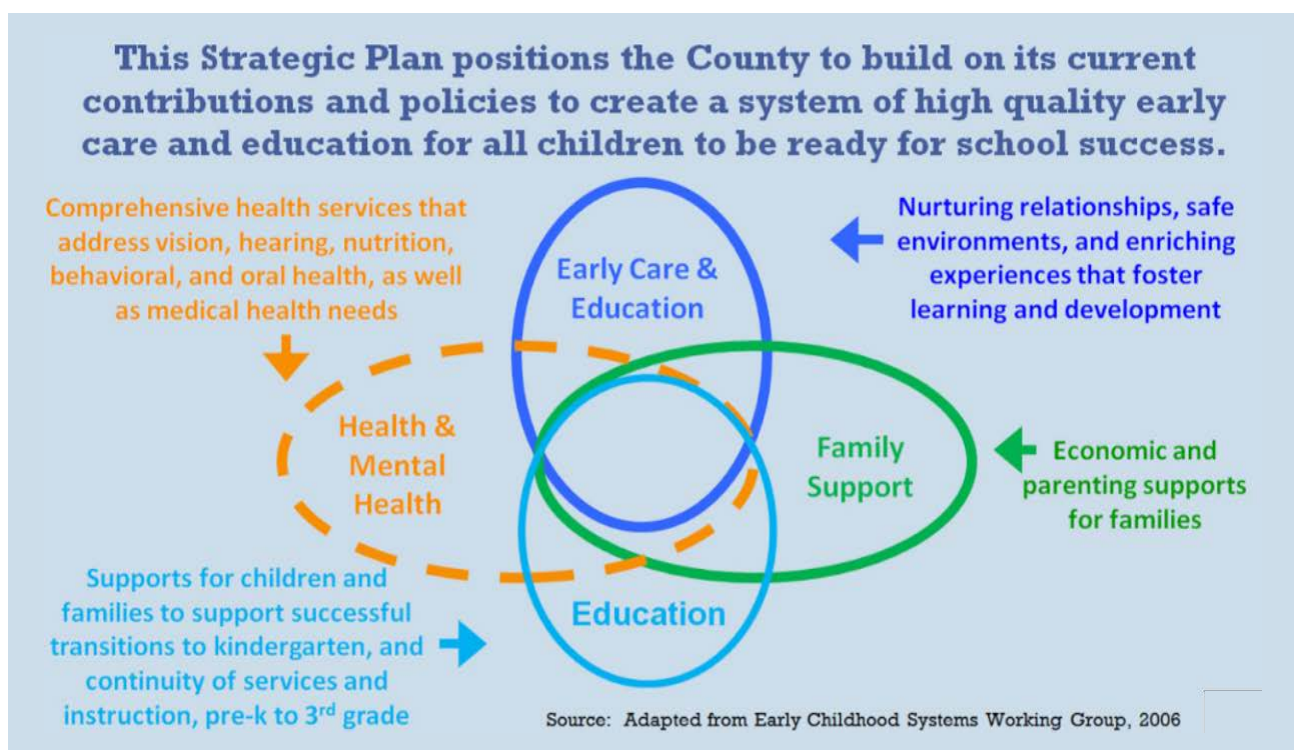 This Strategic Plan positions the County to build on its current
contributions and policies to create a system of high quality early
care and education for all children to be ready for school success.
Comprehensive health services that
address vision, hearing, nutrition,
behavioral, and oral health, as well
as medical health needs
Early Care &
Education
Nurturing relationships, safe
environments, and enriching
experiences that foster
learning and development
Health &
Mental
Health
Family
Support
Economic and
parenting supports
for families
Supports for children and
families to support successful
transitions to kindergarten, and
continuity of services and
instruction, pre-k to 3rd grade
Education
Source: Adapted from Early Childhood Systems Working Group, 2006